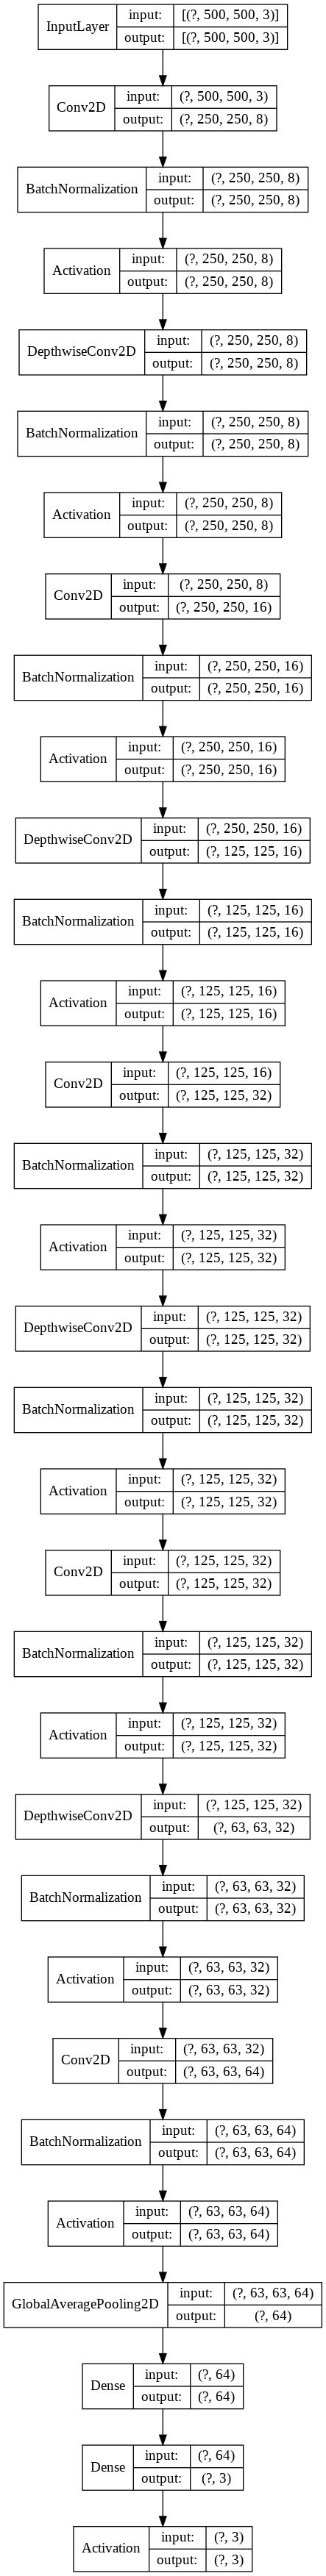 InputLayer input: [(?, 500, 500, 3)]
output: [(?, 500, 500, 3)]
Conv2D input: (?, 500, 500, 3)
output: (?, 250, 250, 8)
BatchNormalization input: (?, 250, 250, 8)
output: (?, 250, 250, 8)
Activation input: (?, 250, 250, 8)
output: (?, 250, 250, 8)
DepthwiseConv2D input: (?, 250, 250, 8)
output: (?, 250, 250, 8)
BatchNormalization input: (?, 250, 250, 8)
output: (?, 250, 250, 8)
Activation input: (?, 250, 250, 8)
output: (?, 250, 250, 8)
Conv2D input: (?, 250, 250, 8)
output: (?, 250, 250, 16)
BatchNormalization input: (?, 250, 250, 16)
output: (?, 250, 250, 16)
Activation input: (?, 250, 250, 16)
output: (?, 250, 250, 16)
DepthwiseConv2D input: (?, 250, 250, 16)
output: (?, 125, 125, 16)
BatchNormalization input: (?, 125, 125, 16)
output: (?, 125, 125, 16)
Activation input: (?, 125, 125, 16)
output: (?, 125, 125, 16)
Conv2D input: (?, 125, 125, 16)
output: (?, 125, 125, 32)
BatchNormalization input: (?, 125, 125, 32)
output: (?, 125, 125, 32)
Activation input: (?, 125, 125, 32)
output: (?, 125, 125, 32)
DepthwiseConv2D input: (?, 125, 125, 32)
output: (?, 125, 125, 32)
BatchNormalization input: (?, 125, 125, 32)
output: (?, 125, 125, 32)
Activation input: (?, 125, 125, 32)
output: (?, 125, 125, 32)
Conv2D input: (?, 125, 125, 32)
output: (?, 125, 125, 32)
BatchNormalization input: (?, 125, 125, 32)
output: (?, 125, 125, 32)
Activation input: (?, 125, 125, 32)
output: (?, 125, 125, 32)
DepthwiseConv2D input: (?, 125, 125, 32)
output: (?, 63, 63, 32)
BatchNormalization input: (?, 63, 63, 32)
output: (?, 63, 63, 32)
Activation input: (?, 63, 63, 32)
output: (?, 63, 63, 32)
Conv2D input: (?, 63, 63, 32)
output: (?, 63, 63, 64)
BatchNormalization input: (?, 63, 63, 64)
output: (?, 63, 63, 64)
Activation input: (?, 63, 63, 64)
output: (?, 63, 63, 64)
GlobalAveragePooling2D input: (?, 63, 63, 64)
output: (?, 64)
Dense input: (?, 64)
output: (?, 64)
Dense input: (?, 64)
output: (?, 3)
Activation input: (?, 3)
output: (?, 3)